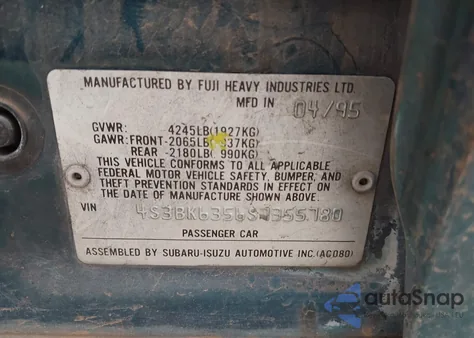 MANUFACTURED BY FUJI HEAVY INDUSTRIES LTD.
MFD IN 04/95
GVWR: 4245LB(1927KG)
GAWR: FRONT-2065LB( 937KG)
REAR -2180LB( 990KG)
THIS VEHICLE CONFORMS TO ALL APPLICABLE
FEDERAL MOTOR VEHICLE SAFETY, BUMPER, AND
THEFT PREVENTION STANDARDS IN EFFECT ON
THE DATE OF MANUFACTURE SHOWN ABOVE.
VIN
PASSENGER CAR
ASSEMBLED BY SUBARU-ISUZU AUTOMOTIVE INC.(AG080)
autoSnap